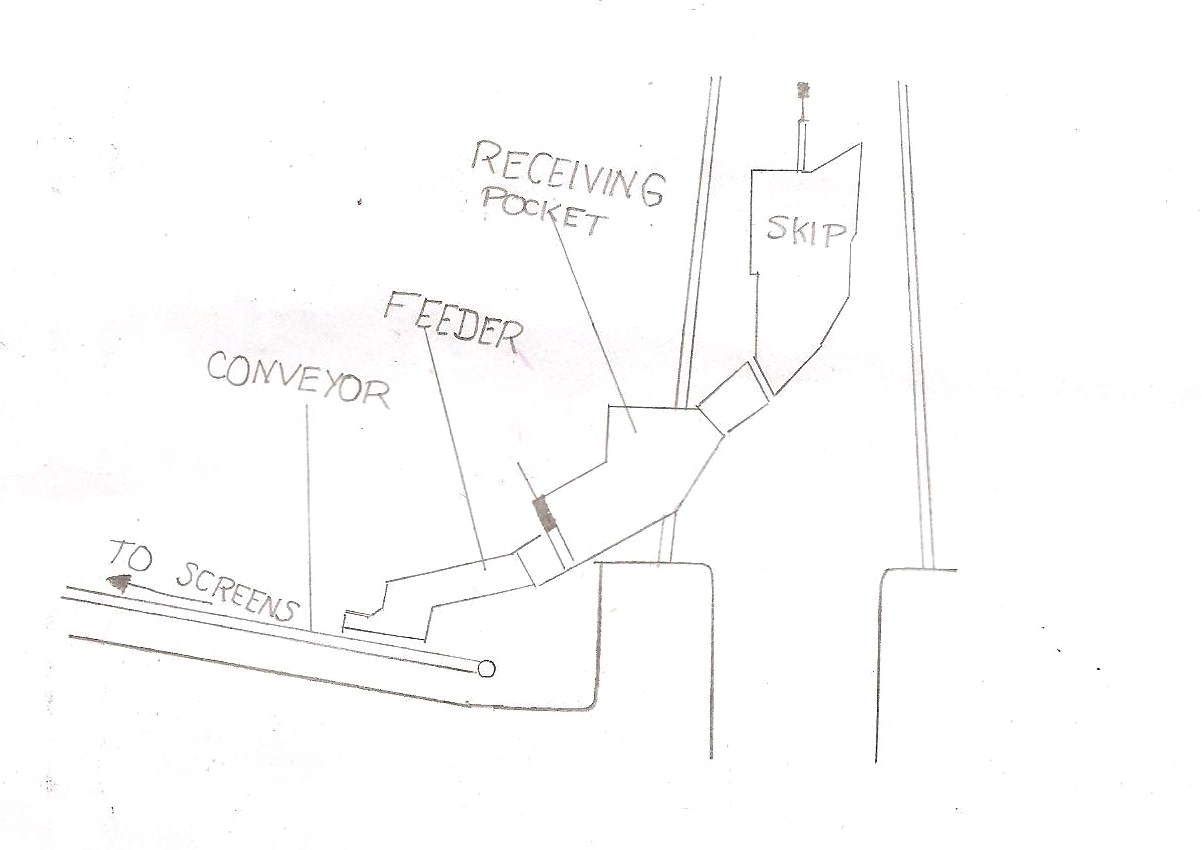 RECEIVING
POCKET
SKIP
FEEDER
CONVEYOR
TO SCREENS